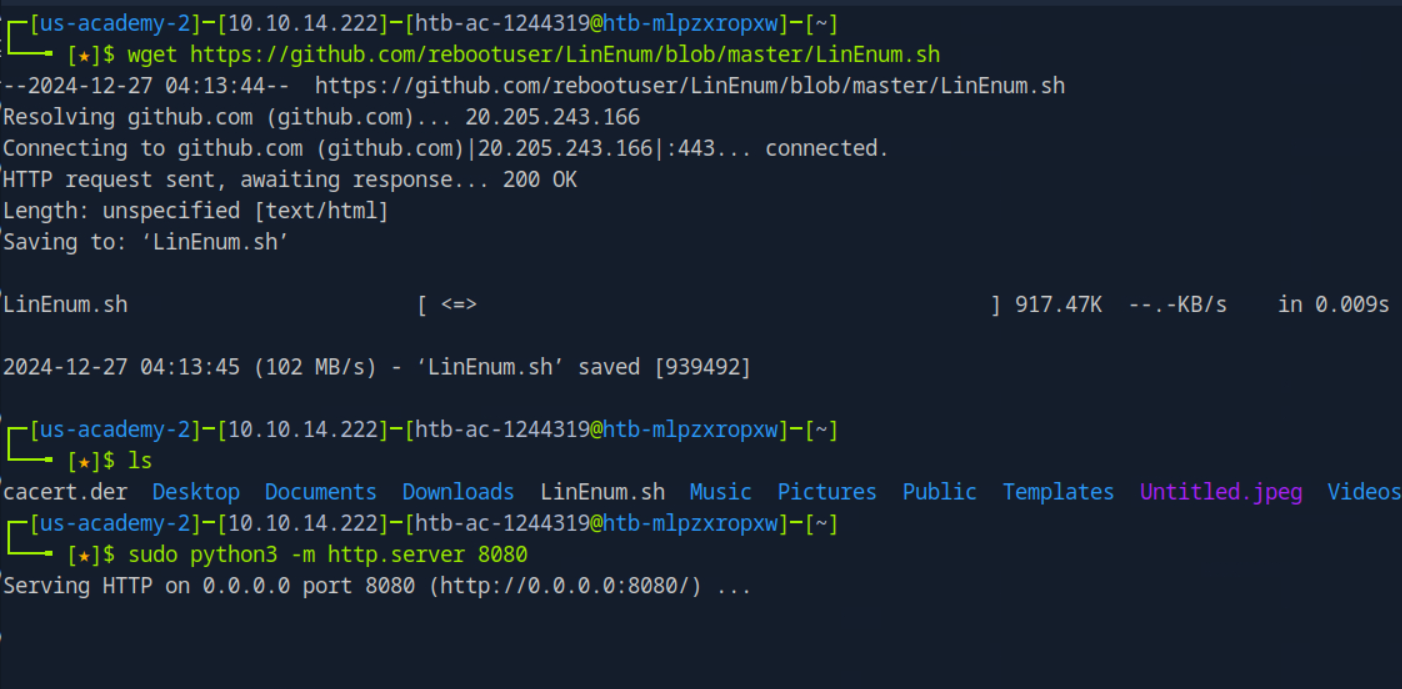 ┌─[us-academy-2]─[10.10.14.222]─[htb-ac-1244319@htb-mlpzxropxw]─[~]
└──╼ [★]$ wget https://github.com/rebootuser/LinEnum/blob/master/LinEnum.sh
--2024-12-27 04:13:44--  https://github.com/rebootuser/LinEnum/blob/master/LinEnum.sh
Resolving github.com (github.com)... 20.205.243.166
Connecting to github.com (github.com)|20.205.243.166|:443... connected.
HTTP request sent, awaiting response... 200 OK
Length: unspecified [text/html]
Saving to: ‘LinEnum.sh’
LinEnum.sh                       [ <=>                                          ] 917.47K  --.-KB/s    in 0.009s
2024-12-27 04:13:45 (102 MB/s) - ‘LinEnum.sh’ saved [939492]
┌─[us-academy-2]─[10.10.14.222]─[htb-ac-1244319@htb-mlpzxropxw]─[~]
└──╼ [★]$ ls
cacert.der  Desktop  Documents  Downloads  LinEnum.sh  Music  Pictures  Public  Templates  Untitled.jpeg  Videos
┌─[us-academy-2]─[10.10.14.222]─[htb-ac-1244319@htb-mlpzxropxw]─[~]
└──╼ [★]$ sudo python3 -m http.server 8080
Serving HTTP on 0.0.0.0 port 8080 (http://0.0.0.0:8080/) ...